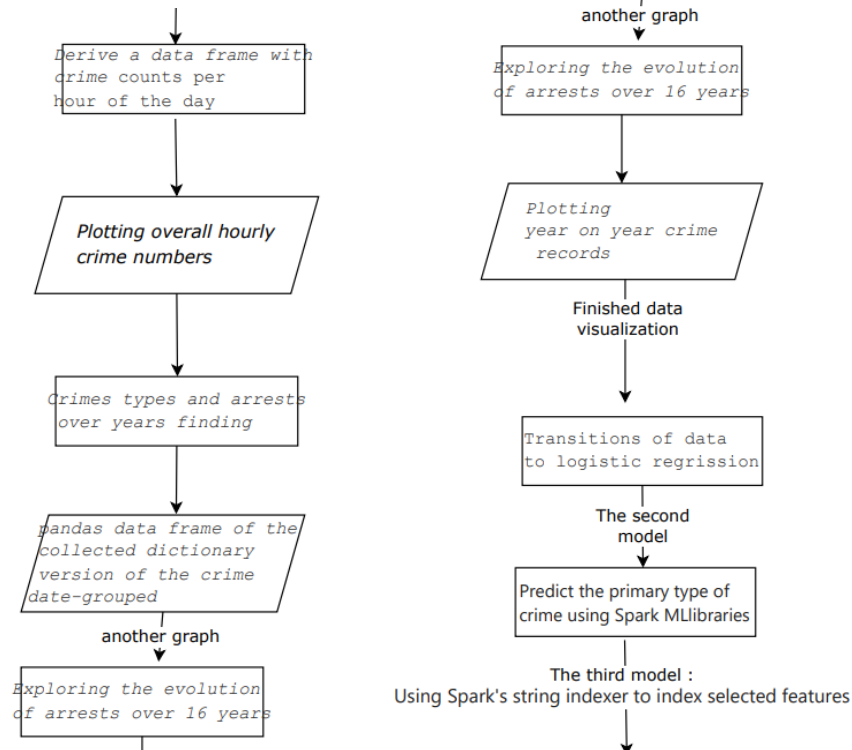 Derive a data frame with
crime counts per
hour of the day
Plotting overall hourly
crime numbers
Crimes types and arrests
over years finding
pandas data frame of the
collected dictionary
version of the crime
date-grouped
another graph
Exploring the evolution
of arrests over 16 years
another graph
Exploring the evolution
of arrests over 16 years
Plotting
year on year crime
records
Finished data
visualization
Transitions of data
to logistic regrission
The second
model
Predict the primary type of
crime using Spark MLlibraries
The third model :
Using Spark's string indexer to index selected features